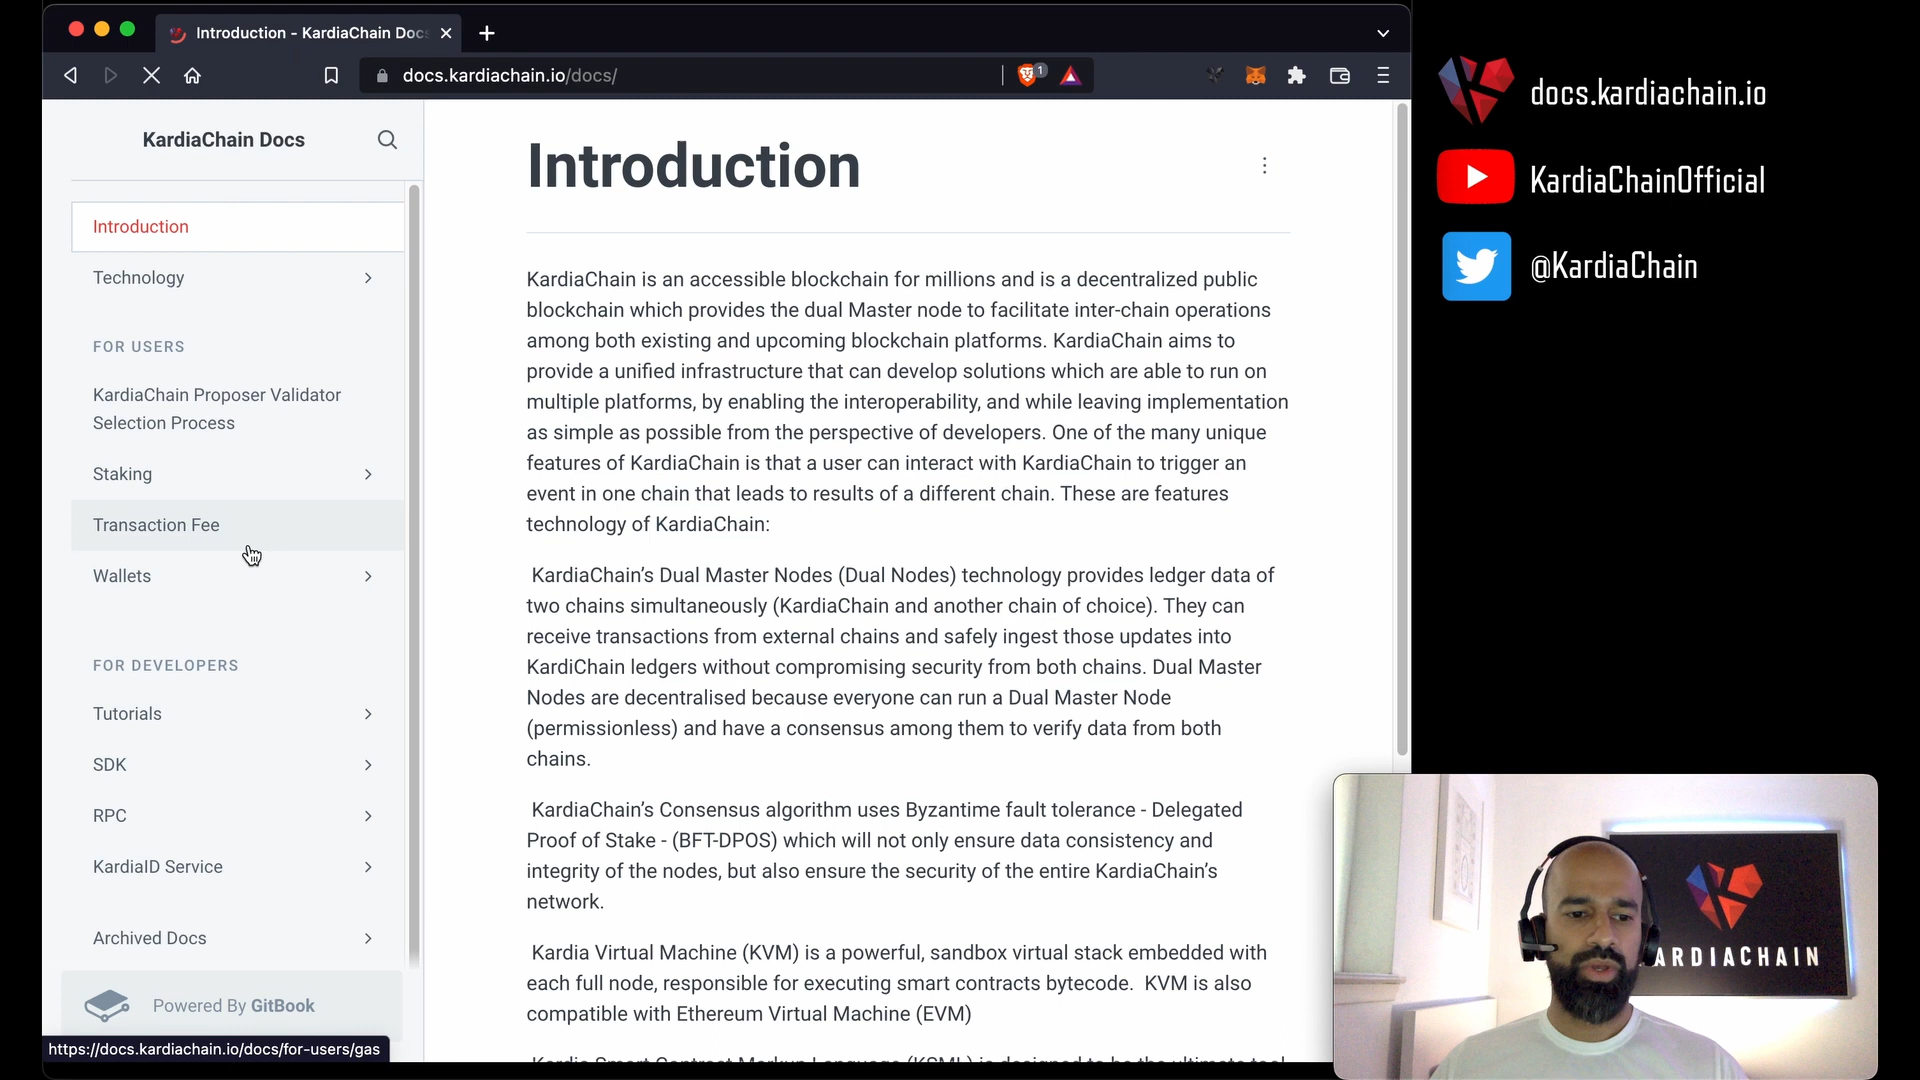 Introduction - KardiaChain Doc
docs.kardiachain.io/docs/
1
KardiaChain Docs
Introduction
Technology
FOR USERS
KardiaChain Proposer Validator
Selection Process
Staking
Transaction Fee
Wallets
FOR DEVELOPERS
Tutorials
SDK
RPC
KardiaID Service
Archived Docs
Powered By GitBook
https://docs.kardiachain.io/docs/for-users/gas
Introduction
KardiaChain is an accessible blockchain for millions and is a decentralized public
blockchain which provides the dual Master node to facilitate inter-chain operations
among both existing and upcoming blockchain platforms. KardiaChain aims to
provide a unified infrastructure that can develop solutions which are able to run on
multiple platforms, by enabling the interoperability, and while leaving implementation
as simple as possible from the perspective of developers. One of the many unique
features of KardiaChain is that a user can interact with KardiaChain to trigger an
event in one chain that leads to results of a different chain. These are features
technology of KardiaChain:
KardiaChain’s Dual Master Nodes (Dual Nodes) technology provides ledger data of
two chains simultaneously (KardiaChain and another chain of choice). They can
receive transactions from external chains and safely ingest those updates into
KardiChain ledgers without compromising security from both chains. Dual Master
Nodes are decentralised because everyone can run a Dual Master Node
(permissionless) and have a consensus among them to verify data from both
chains.
KardiaChain’s Consensus algorithm uses Byzantime fault tolerance - Delegated
Proof of Stake - (BFT-DPOS) which will not only ensure data consistency and
integrity of the nodes, but also ensure the security of the entire KardiaChain’s
network.
Kardia Virtual Machine (KVM) is a powerful, sandbox virtual stack embedded with
each full node, responsible for executing smart contracts bytecode. KVM is also
compatible with Ethereum Virtual Machine (EVM)
Kardia Smart Contract Markup Language (KSML) is designed to be the ultimate tool
docs.kardiachain.io
KardiaChainOfficial
@KardiaChain
ARDIACHAIN